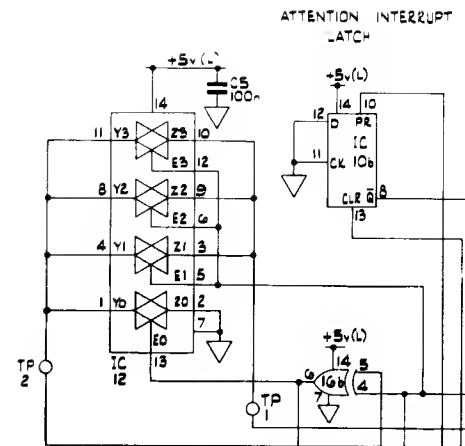 ATTENTION INTERRUPT
LATCH
+5v(L)
C5
100n
14
+5v(L)
14 10
12 D PR
IC
10b
11 CK
CLR Q̅ 8
13
11 Y3 Z3 10
E3 12
8 Y2 Z2 9
E2 6
4 Y1 Z1 3
E1 5
1 Y0 Z0 2
7
E0
IC 13
12
TP
2
TP
1
+5v(L)
14
6 5
16b
7 4